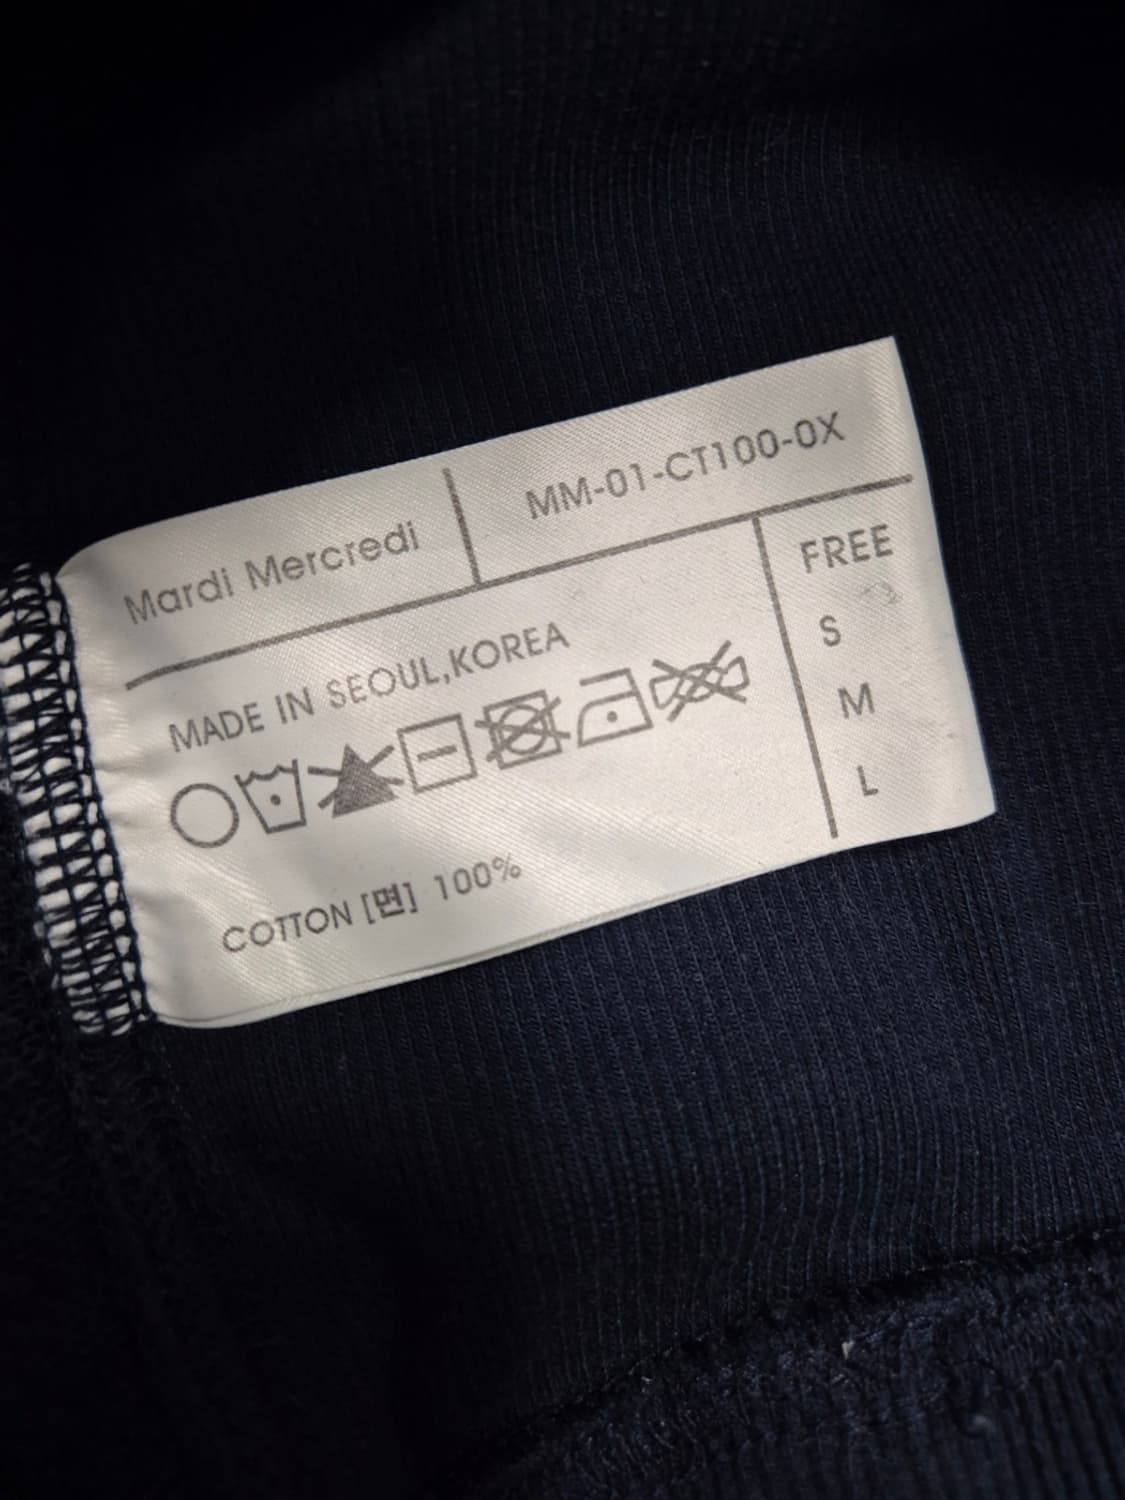 Mardi Mercredi
MM-01-CT100-0X
MADE IN SEOUL,KOREA
COTTON [면] 100%
FREE
S
M
L